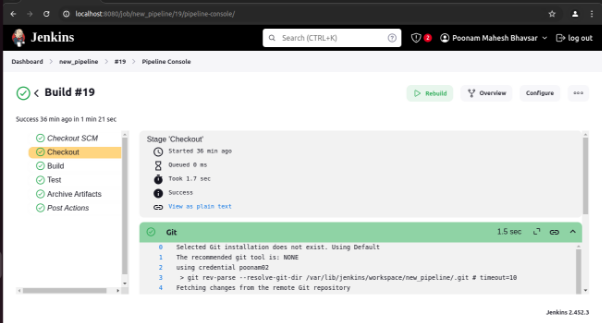 localhost:8080/job/new_pipeline/19/pipeline-console/
Jenkins
Search (CTRL+K)
2
Poonam Mahesh Bhavsar
log out
Dashboard > new_pipeline > #19 > Pipeline Console
Build #19
Rebuild
Overview
Configure
Success 36 min ago in 1 min 21 sec
Checkout SCM
Checkout
Build
Test
Archive Artifacts
Post Actions
Stage 'Checkout'
Started 36 min ago
Queued 0 ms
Took 1.7 sec
Success
View as plain text
Git
1.5 sec
0 Selected Git installation does not exist. Using Default
1 The recommended git tool is: NONE
2 using credential poonam02
3 > git rev-parse --resolve-git-dir /var/lib/jenkins/workspace/new_pipeline/.git # timeout=10
4 Fetching changes from the remote Git repository
Jenkins 2.452.3